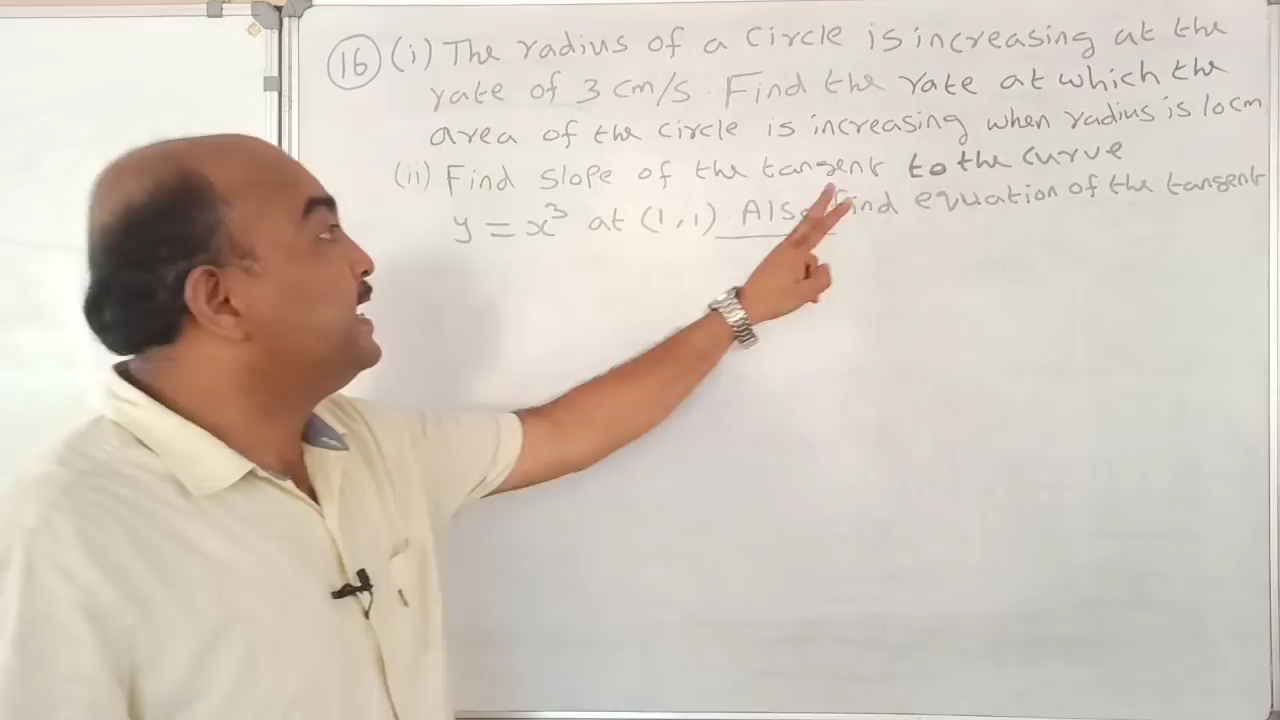 16 (i) The radius of a circle is increasing at the
rate of 3 cm/s. Find the rate at which the
area of the circle is increasing when radius is 10cm
(ii) Find slope of the tangent to the curve
y = x³ at (1,1). Also find equation of the tangent